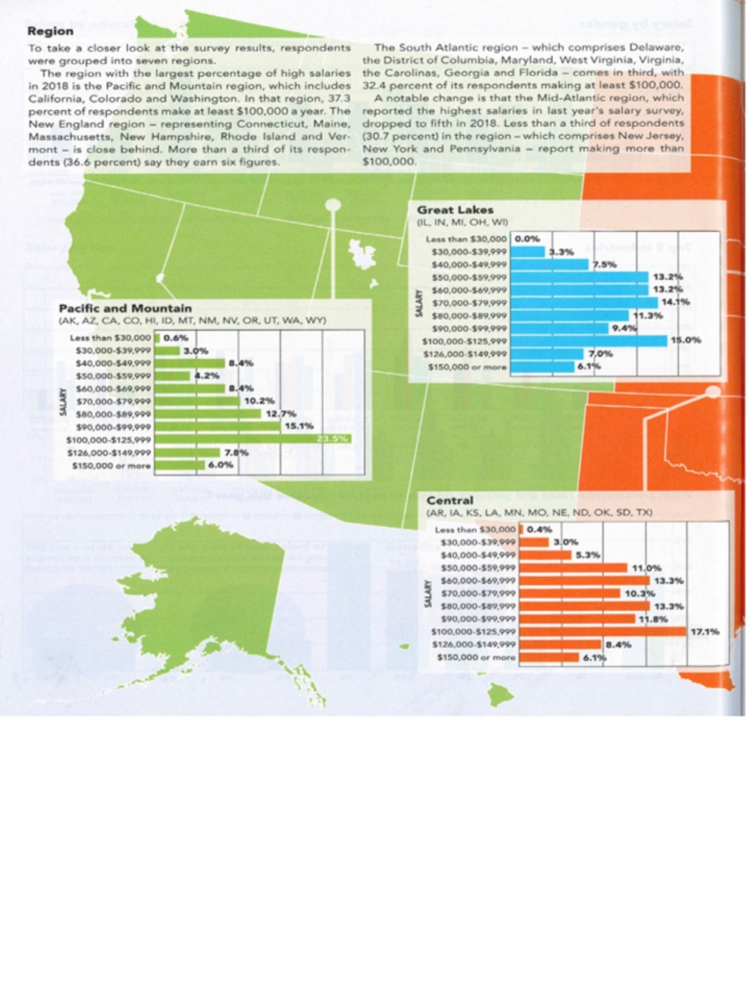 Region
To take a closer look at the survey results, respondents
were grouped into seven regions.
The region with the largest percentage of high salaries
in 2018 is the Pacific and Mountain region, which includes
California, Colorado and Washington. In that region, 37.3
percent of respondents make at least $100,000 a year. The
New England region – representing Connecticut, Maine,
Massachusetts, New Hampshire, Rhode Island and Ver-
mont – is close behind. More than a third of its respon-
dents (36.6 percent) say they earn six figures.
The South Atlantic region – which comprises Delaware,
the District of Columbia, Maryland, West Virginia, Virginia,
the Carolinas, Georgia and Florida – comes in third, with
32.4 percent of its respondents making at least $100,000.
A notable change is that the Mid-Atlantic region, which
reported the highest salaries in last year's salary survey,
dropped to fifth in 2018. Less than a third of respondents
(30.7 percent) in the region – which comprises New Jersey,
New York and Pennsylvania – report making more than
$100,000.
Great Lakes
(IL, IN, MI, OH, WI)
SALARY
Less than $30,000 0.0%
$30,000-$39,999 3.3%
$40,000-$49,999 7.5%
$50,000-$59,999 13.2%
$60,000-$69,999 13.2%
$70,000-$79,999 14.1%
$80,000-$89,999 11.3%
$90,000-$99,999 9.4%
$100,000-$125,999 15.0%
$126,000-$149,999 7.0%
$150,000 or more 6.1%
Pacific and Mountain
(AK, AZ, CA, CO, HI, ID, MT, NM, NV, OR, UT, WA, WY)
SALARY
Less than $30,000 0.6%
$30,000-$39,999 3.0%
$40,000-$49,999 8.4%
$50,000-$59,999 4.2%
$60,000-$69,999 8.4%
$70,000-$79,999 10.2%
$80,000-$89,999 12.7%
$90,000-$99,999 15.1%
$100,000-$125,999 23.5%
$126,000-$149,999 7.8%
$150,000 or more 6.0%
Central
(AR, IA, KS, LA, MN, MO, NE, ND, OK, SD, TX)
SALARY
Less than $30,000 0.4%
$30,000-$39,999 3.0%
$40,000-$49,999 5.3%
$50,000-$59,999 11.0%
$60,000-$69,999 13.3%
$70,000-$79,999 10.3%
$80,000-$89,999 13.3%
$90,000-$99,999 11.8%
$100,000-$125,999 17.1%
$126,000-$149,999 8.4%
$150,000 or more 6.1%